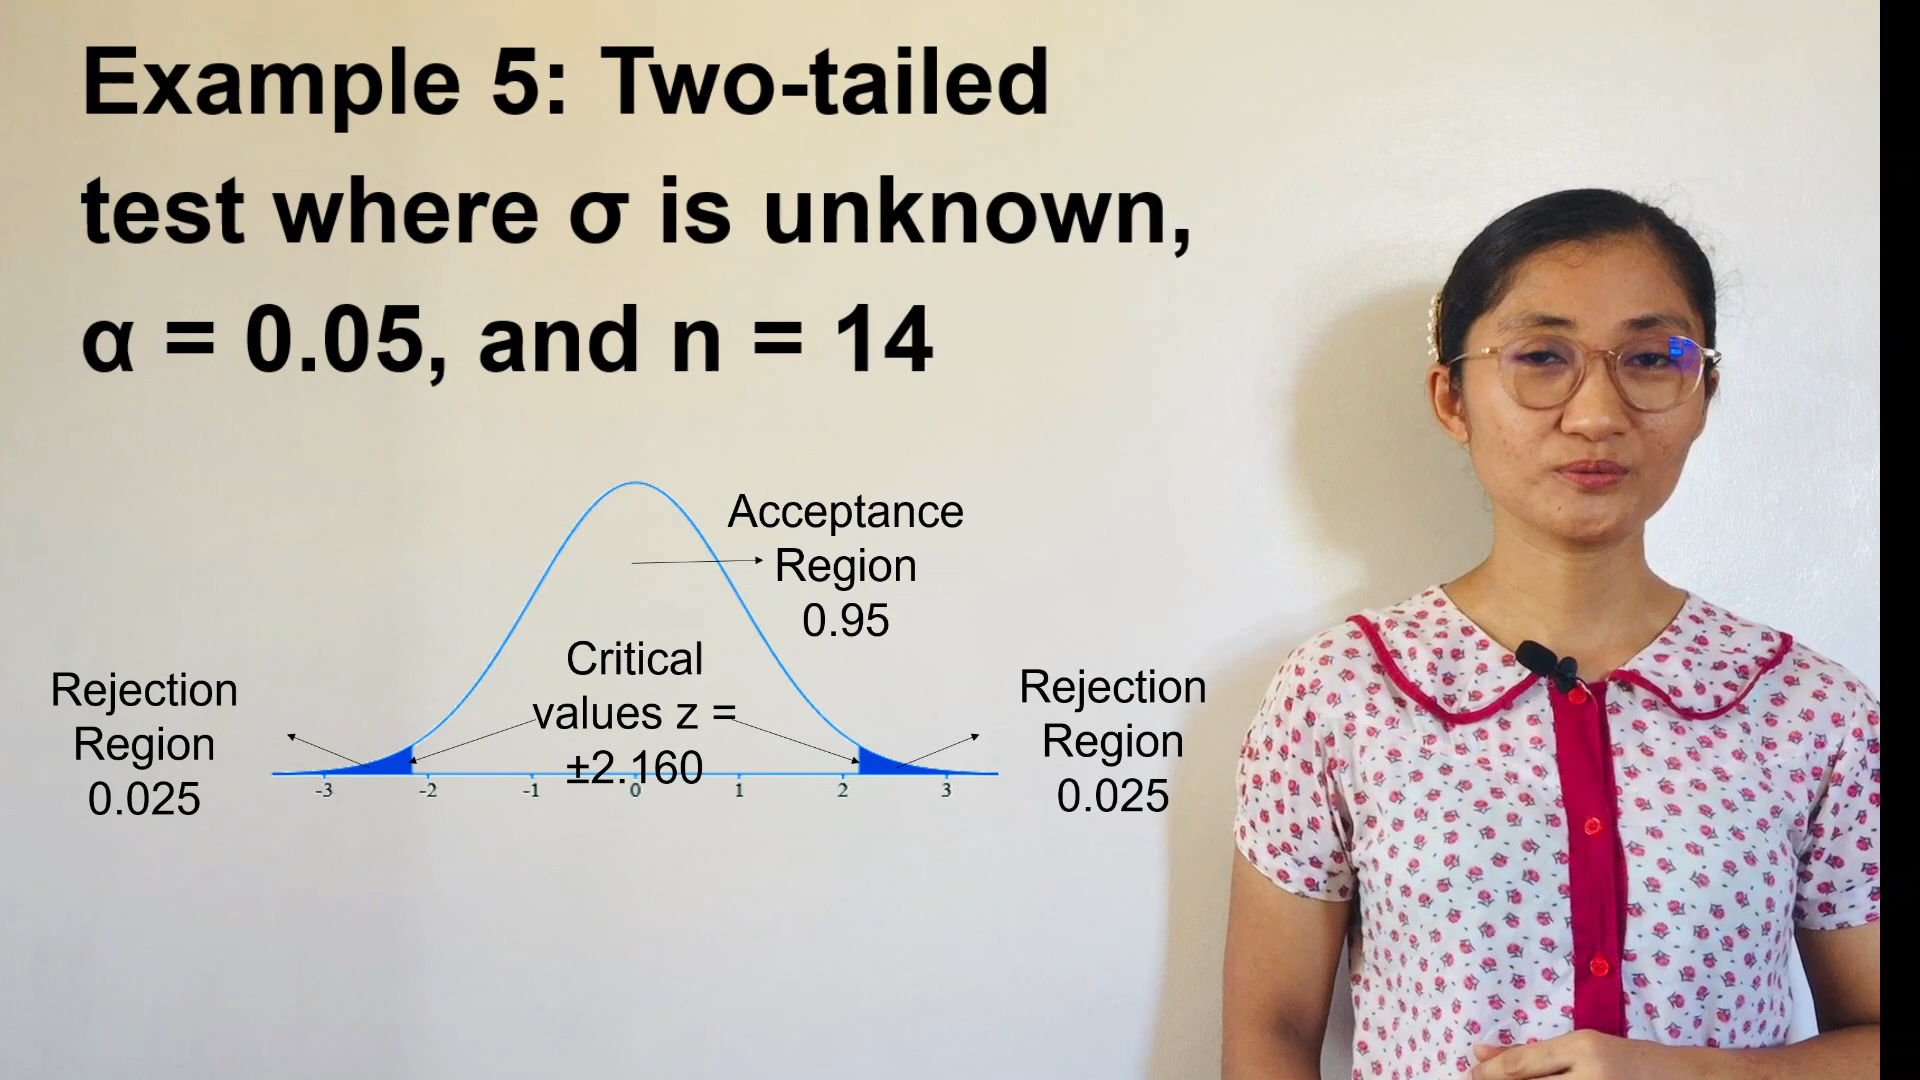 Example 5: Two-tailed
test where σ is unknown,
α = 0.05, and n = 14
Acceptance
Region
0.95
Critical
values z =
±2.160
Rejection
Region
0.025
Rejection
Region
0.025
-3 -2 -1 0 1 2 3